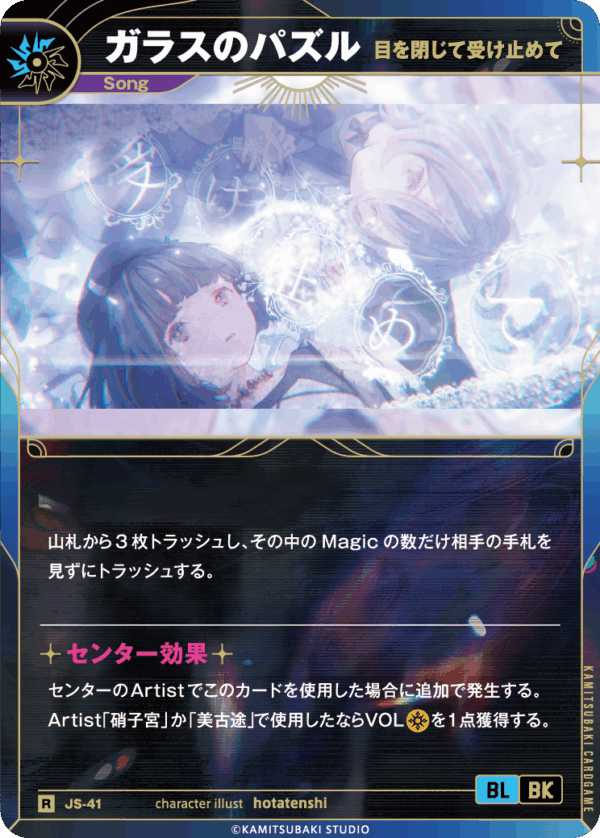 ガラスのパズル 目を閉じて受け止めて
Song
受 け 止 め て
山札から3枚トラッシュし、その中の Magic の数だけ相手の手札を
見ずにトラッシュする。
センター効果
センターのArtistでこのカードを使用した場合に追加で発生する。
Artist「硝子宮」か「美古途」で使用したならVOLを1点獲得する。
R JS-41 character illust hotatenshi BL BK
KAMITSUBAKI CARDGAME
©KAMITSUBAKI STUDIO